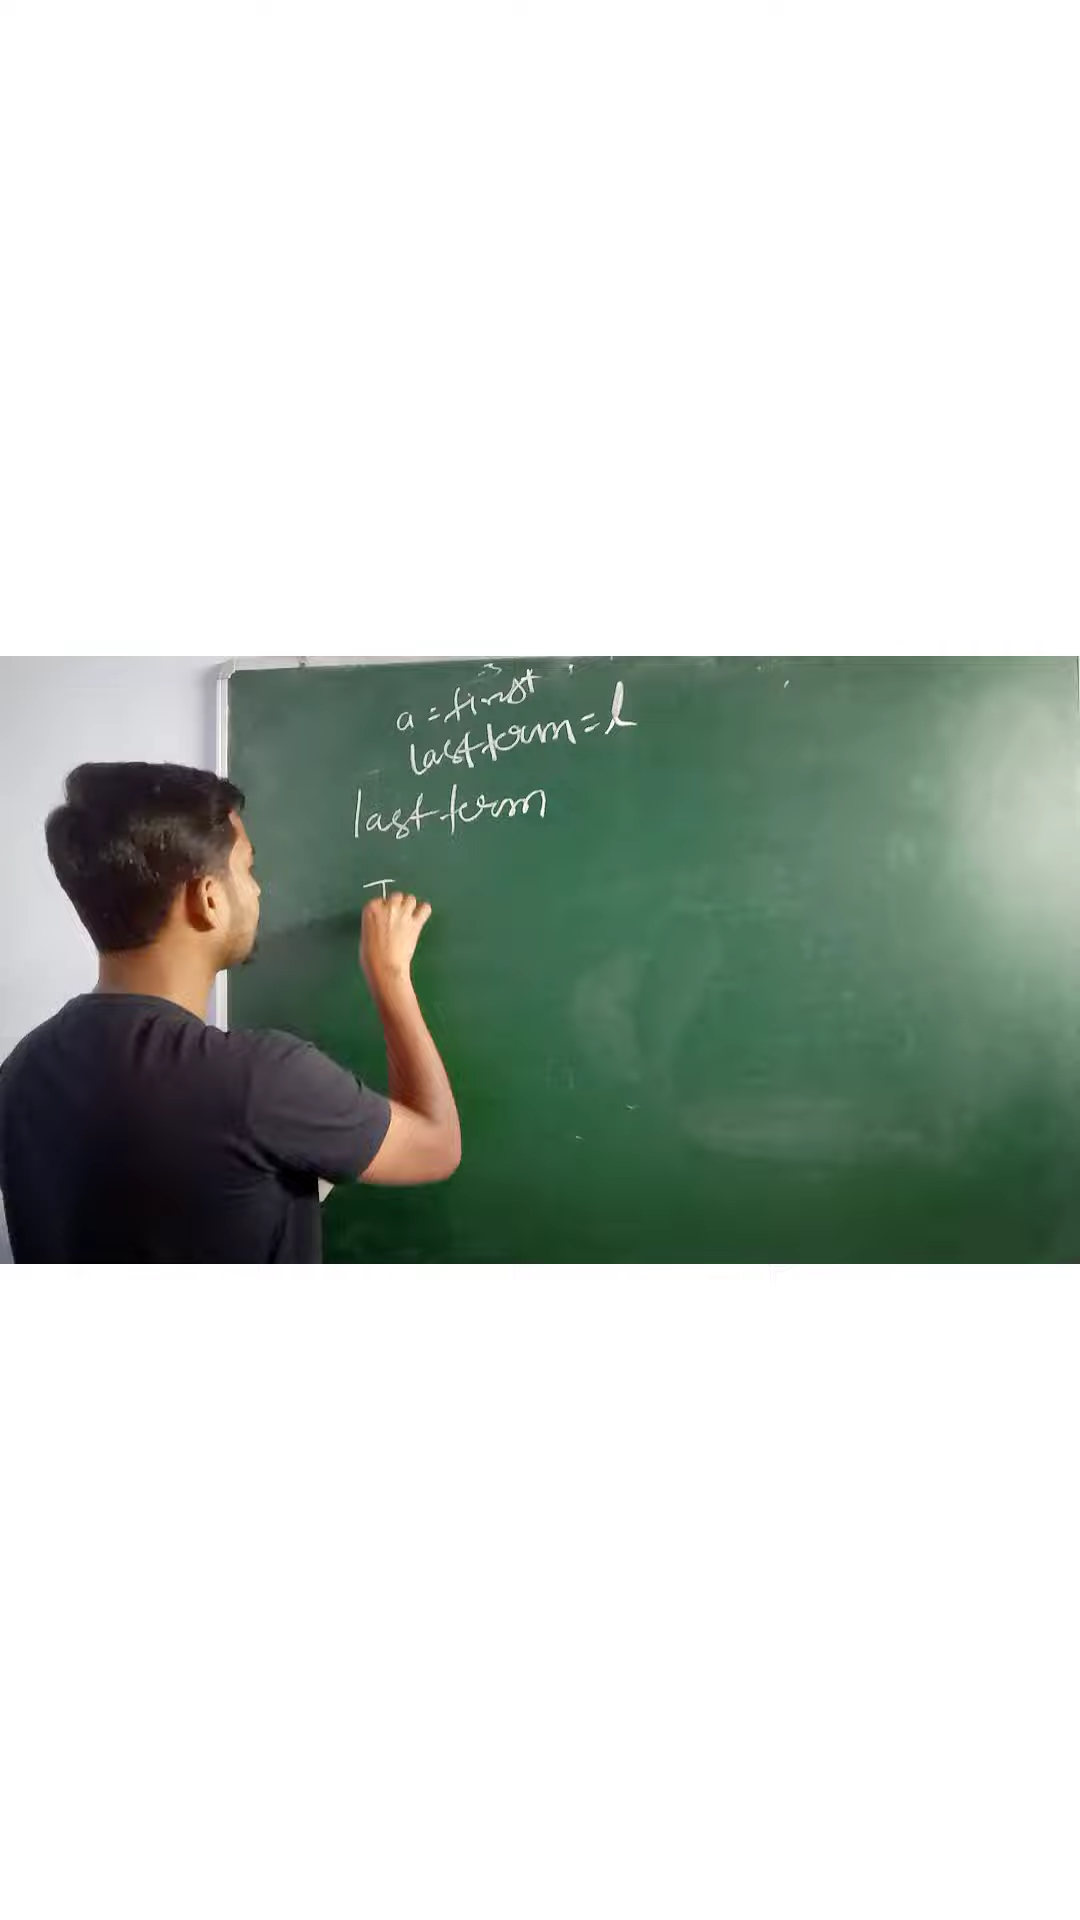 a = first
last term = l
last term
T